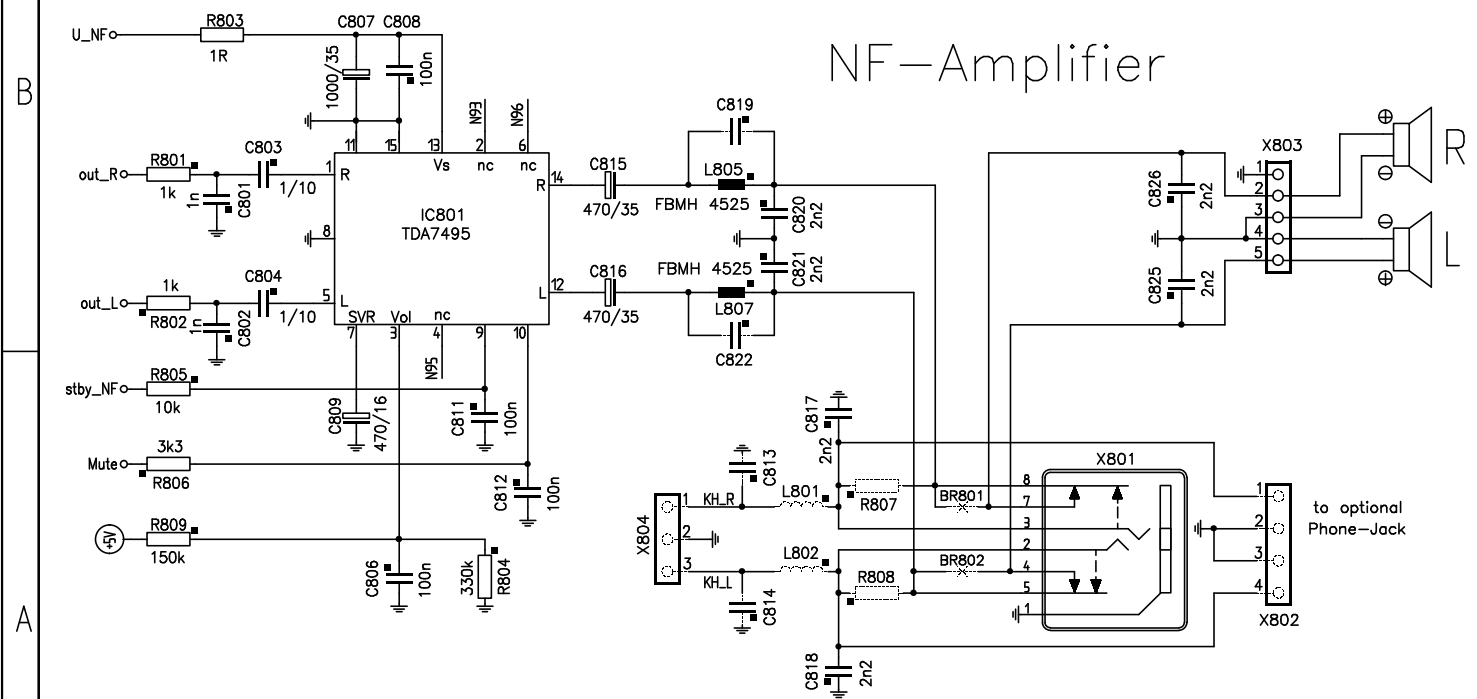 NF-Amplifier
B
A
U_NF
R803
1R
C807
C808
1000/35
100n
N93
N96
11
15
13
2
6
Vs
nc
nc
out_R
R801
1k
1n
C801
C803
1/10
1
R
8
IC801
TDA7495
R
14
C815
470/35
C819
L805
FBMH 4525
C820
2n2
C821
2n2
FBMH 4525
L807
C822
L
12
C816
470/35
out_L
1k
R802
1n
C802
C804
1/10
5
L
SVR
Vol
nc
7
3
4
9
10
N95
stby_NF
R805
10k
C809
470/16
C811
100n
Mute
3k3
R806
C812
100n
+5V
R809
150k
C806
100n
330k
R804
X803
1
2
3
4
5
C826
2n2
C825
2n2
R
L
C817
2n2
C813
X804
1
2
3
KH_R
KH_L
L801
L802
C814
R807
R808
BR801
BR802
C818
2n2
X801
8
7
3
2
4
5
1
X802
1
2
3
4
to optional
Phone-Jack